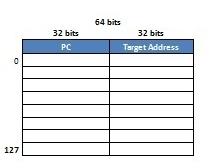 64 bits
32 bits 32 bits
PC Target Address
0
127